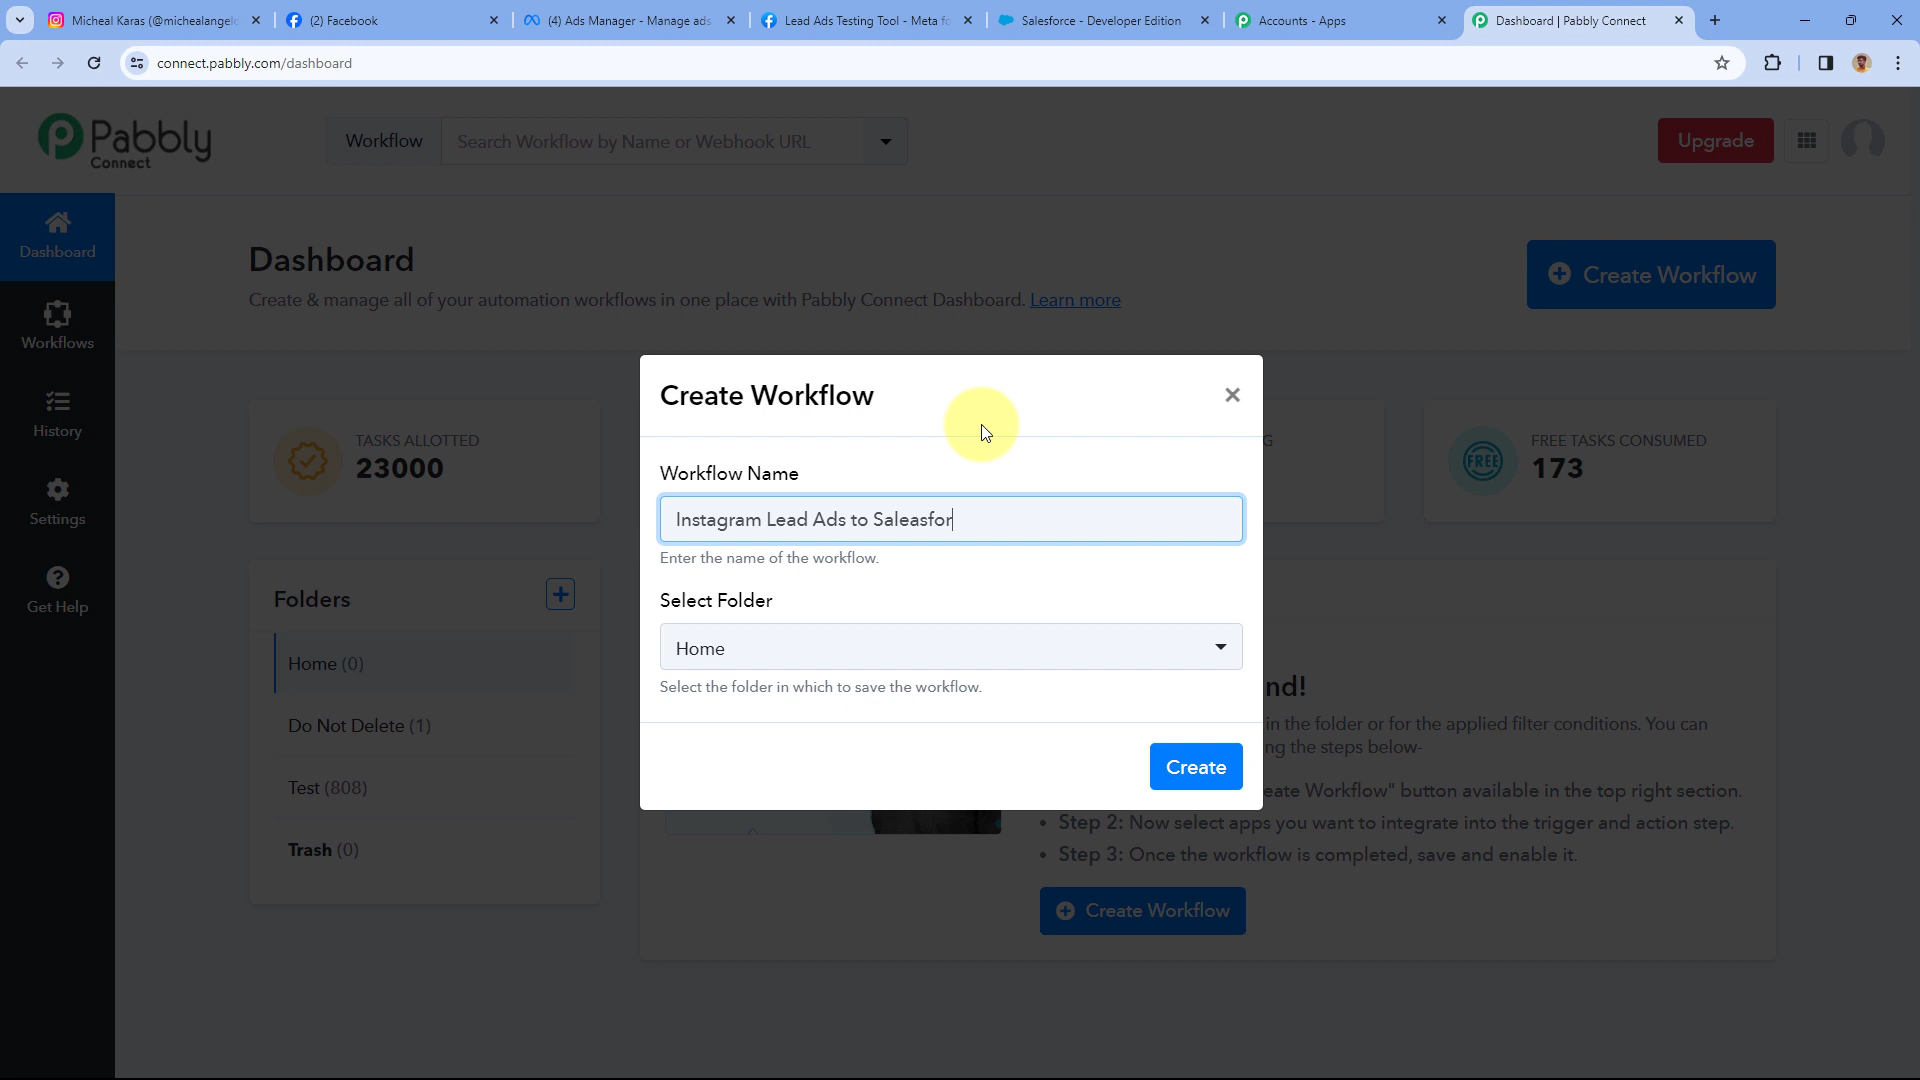 Micheal Karas (@michealangelo
(2) Facebook
(4) Ads Manager - Manage ads
Lead Ads Testing Tool - Meta fo
Salesforce - Developer Edition
Accounts - Apps
Dashboard | Pabbly Connect
connect.pabbly.com/dashboard
Pabbly
Connect
Workflow
Search Workflow by Name or Webhook URL
Upgrade
Dashboard
Workflows
History
Settings
Get Help
Dashboard
Create & manage all of your automation workflows in one place with Pabbly Connect Dashboard. Learn more
Create Workflow
TASKS ALLOTTED
23000
G
FREE
FREE TASKS CONSUMED
173
Folders
Home (0)
Do Not Delete (1)
Test (808)
Trash (0)
Create Workflow
Workflow Name
Instagram Lead Ads to Saleasfor
Enter the name of the workflow.
Select Folder
Home
Select the folder in which to save the workflow.
Create
nd!
in the folder or for the applied filter conditions. You can
ng the steps below-
eate Workflow" button available in the top right section.
• Step 2: Now select apps you want to integrate into the trigger and action step.
• Step 3: Once the workflow is completed, save and enable it.
Create Workflow